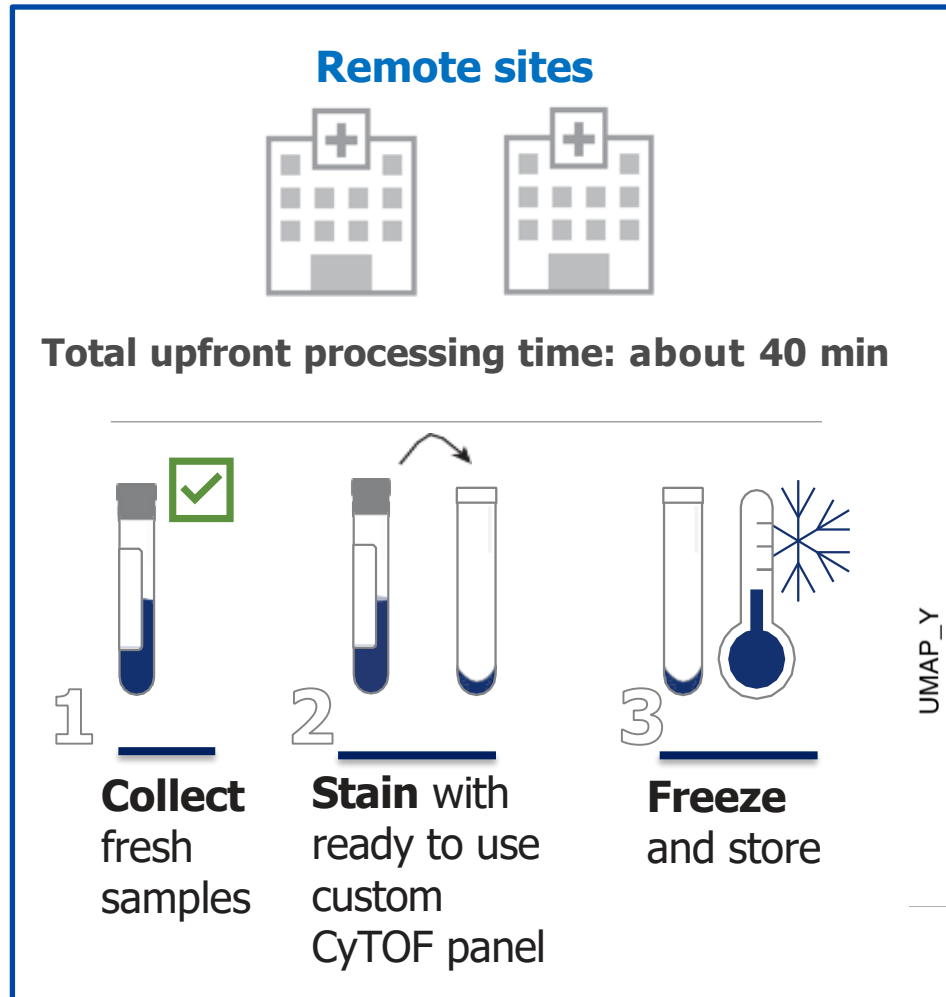 Remote sites
Total upfront processing time: about 40 min
1
Collect
fresh
samples
2
Stain with
ready to use
custom
CyTOF panel
3
Freeze
and store
UMAP_Y